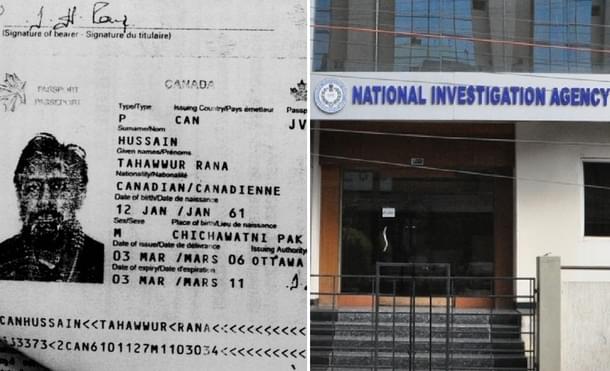 (Signature of bearer - Signature du titulaire)
PASSPORT
PASSEPORT
CANADA
Type/Type Issuing Country/Pays émetteur
P CAN JV
Surname/Nom
HUSSAIN
Given names/Prénoms
TAHAWWUR RANA
Nationality/Nationalité
CANADIAN/CANADIENNE
Date of birth/Date de naissance
12 JAN /JAN 61
Sex/Sexe Place of birth/Lieu de naissance
M CHICHAWATNI PAK
Date of issue/Date de délivrance Issuing Authority/
03 MAR /MARS 06 OTTAWA
Date of expiry/Date d'expiration
03 MAR /MARS 11
CANHUSSAIN<<TAHAWWUR<RANA<<<<<<<<<<<
J3373<2CAN6101127M1103034<<<<<<<
NATIONAL INVESTIGATION AGENCY